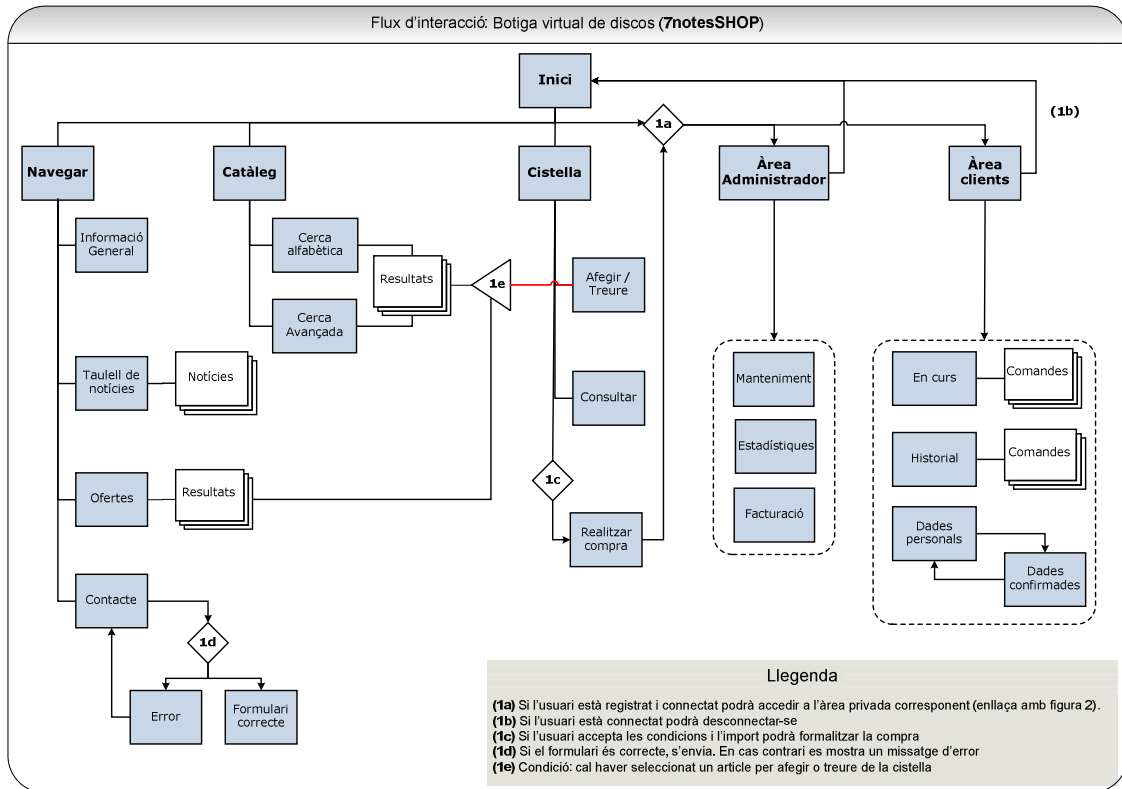 Flux d'interacció: Botiga virtual de discos (7notesSHOP)
Inici
(1b)
1a
Navegar
Catàleg
Cistella
Àrea
Administrador
Àrea
clients
Informació
General
Cerca
alfabètica
Resultats
1e
Afegir /
Treure
Cerca
Avançada
Taulell de
notícies
Notícies
Consultar
Manteniment
En curs
Comandes
Estadístiques
Historial
Comandes
Ofertes
Resultats
1c
Realitzar
compra
Facturació
Dades
personals
Dades
confirmades
Contacte
1d
Error
Formulari
correcte
Llegenda
(1a) Si l'usuari està registrat i connectat podrà accedir a l'àrea privada corresponent (enllaça amb figura 2).
(1b) Si l'usuari està connectat podrà desconnectar-se
(1c) Si l'usuari accepta les condicions i l'import podrà formalitzar la compra
(1d) Si el formulari és correcte, s'envia. En cas contrari es mostra un missatge d'error
(1e) Condició: cal haver seleccionat un article per afegir o treure de la cistella